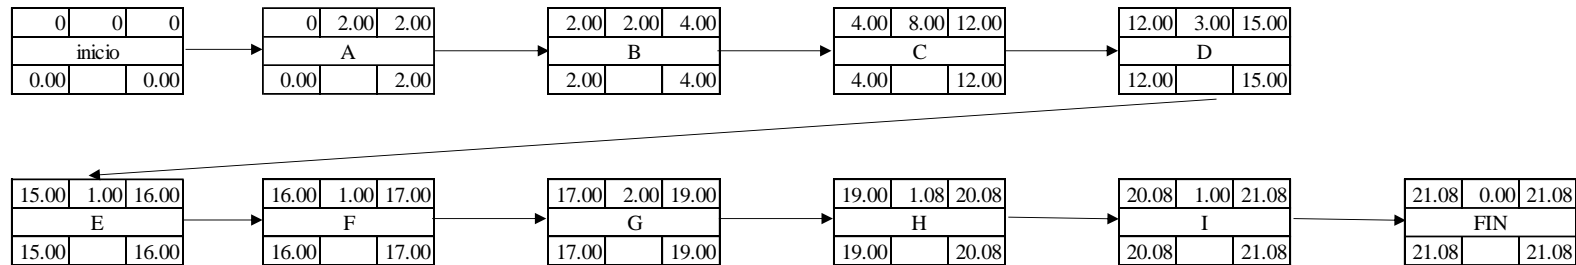 0 0 0 0 2.00 2.00 2.00 2.00 4.00 4.00 8.00 12.00 12.00 3.00 15.00
inicio A B C D
0.00 0.00 0.00 2.00 2.00 4.00 4.00 12.00 12.00 15.00
15.00 1.00 16.00 16.00 1.00 17.00 17.00 2.00 19.00 19.00 1.08 20.08 20.08 1.00 21.08 21.08 0.00 21.08
E F G H I FIN
15.00 16.00 16.00 17.00 17.00 19.00 19.00 20.08 20.08 21.08 21.08 21.08